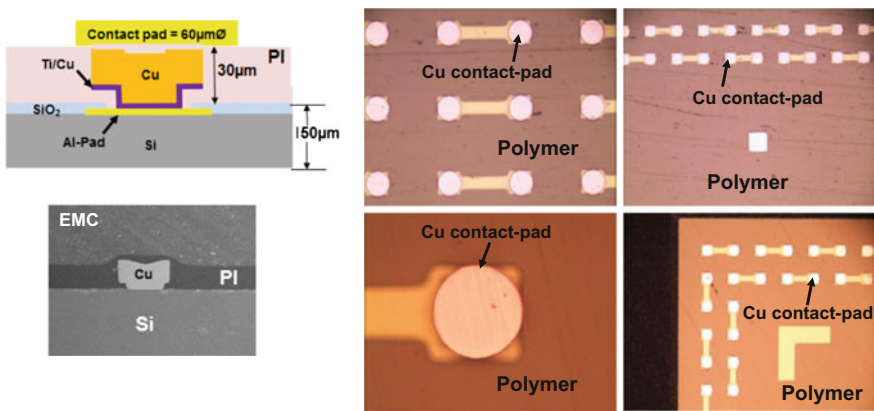 Contact pad = 60µmØ
PI
Ti/Cu
Cu
30µm
SiO2
150µm
Al-Pad
Si
EMC
Cu
PI
Si
Cu contact-pad
Polymer
Cu contact-pad
Polymer
Cu contact-pad
Polymer
Cu contact-pad
Polymer